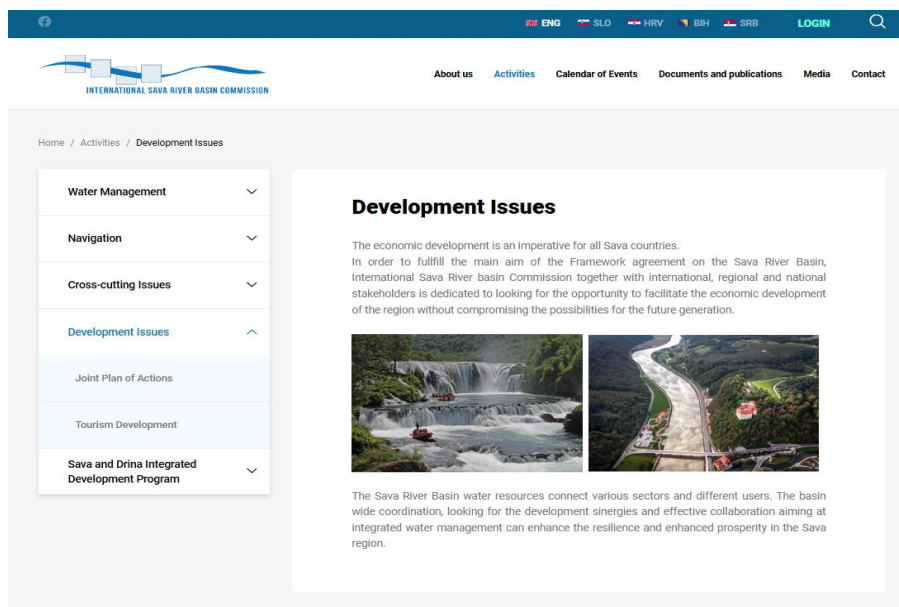 ENG SLO HRV BIH SRB LOGIN
INTERNATIONAL SAVA RIVER BASIN COMMISSION
About us Activities Calendar of Events Documents and publications Media Contact
Home / Activities / Development Issues
Water Management
Navigation
Cross-cutting Issues
Development Issues
Joint Plan of Actions
Tourism Development
Sava and Drina Integrated
Development Program
Development Issues
The economic development is an imperative for all Sava countries.
In order to fullfill the main aim of the Framework agreement on the Sava River Basin,
International Sava River basin Commission together with international, regional and national
stakeholders is dedicated to looking for the opportunity to facilitate the economic development
of the region without compromising the possibilities for the future generation.
The Sava River Basin water resources connect various sectors and different users. The basin
wide coordination, looking for the development sinergies and effective collaboration aiming at
integrated water management can enhance the resilience and enhanced prosperity in the Sava
region.